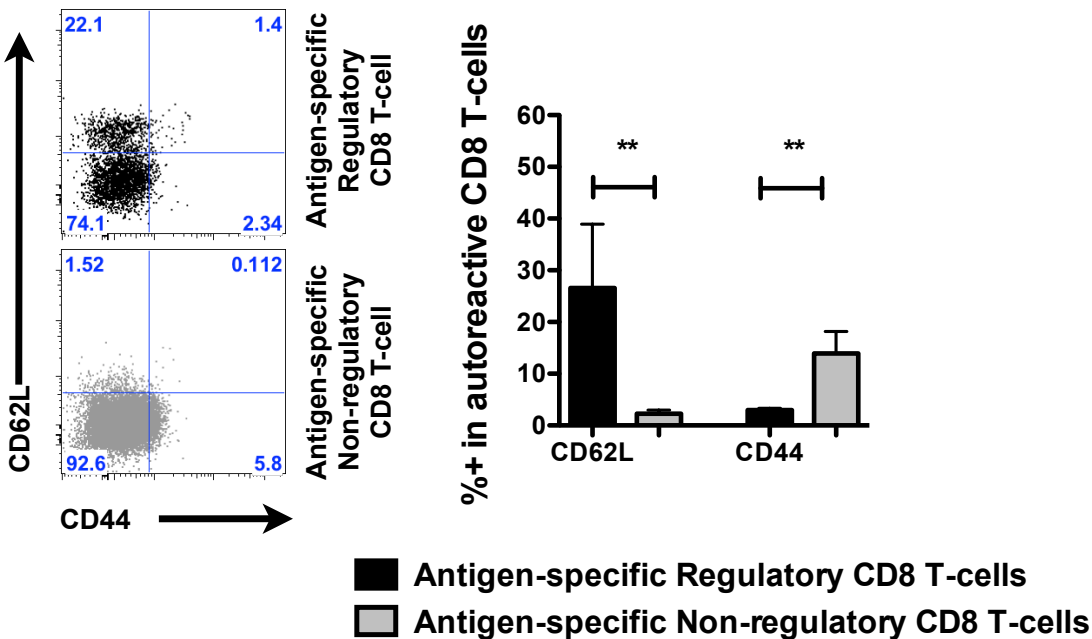 22.1 1.4
74.1 2.34
Antigen-specific
Regulatory
CD8 T-cell
1.52 0.112
92.6 5.8
Antigen-specific
Non-regulatory
CD8 T-cell
CD62L
CD44
%+ in autoreactive CD8 T-cells
60
50
40
30
20
10
0
** **
CD62L CD44
Antigen-specific Regulatory CD8 T-cells
Antigen-specific Non-regulatory CD8 T-cells